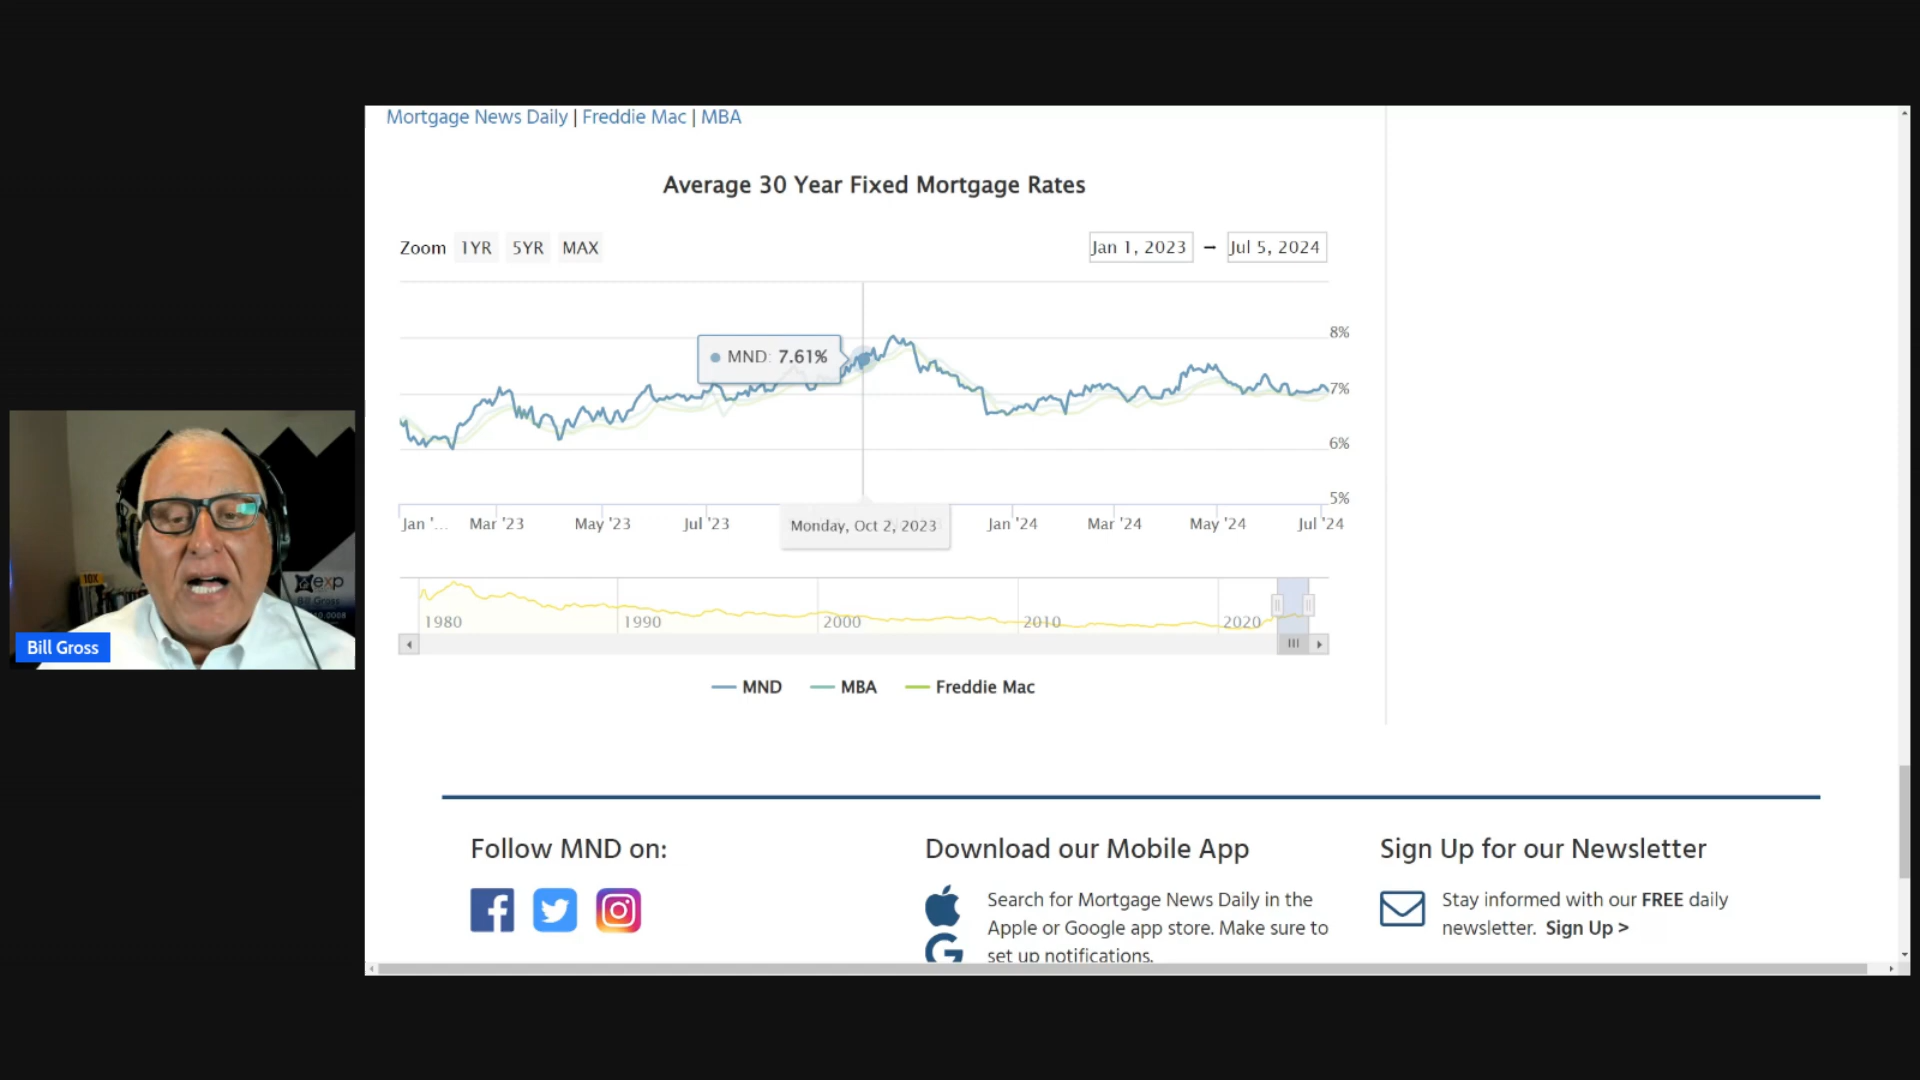 Mortgage News Daily | Freddie Mac | MBA
Average 30 Year Fixed Mortgage Rates
Zoom 1YR 5YR MAX
Jan 1, 2023 → Jul 5, 2024
MND: 7.61%
8%
7%
6%
5%
Jan '... Mar '23 May '23 Jul '23 Monday, Oct 2, 2023 Jan '24 Mar '24 May '24 Jul '24
1980 1990 2000 2010 2020
MND MBA Freddie Mac
10X
exp
Bill Gross
Bill Gross
Follow MND on:
Download our Mobile App
Search for Mortgage News Daily in the
Apple or Google app store. Make sure to
set up notifications.
Sign Up for our Newsletter
Stay informed with our FREE daily
newsletter. Sign Up >